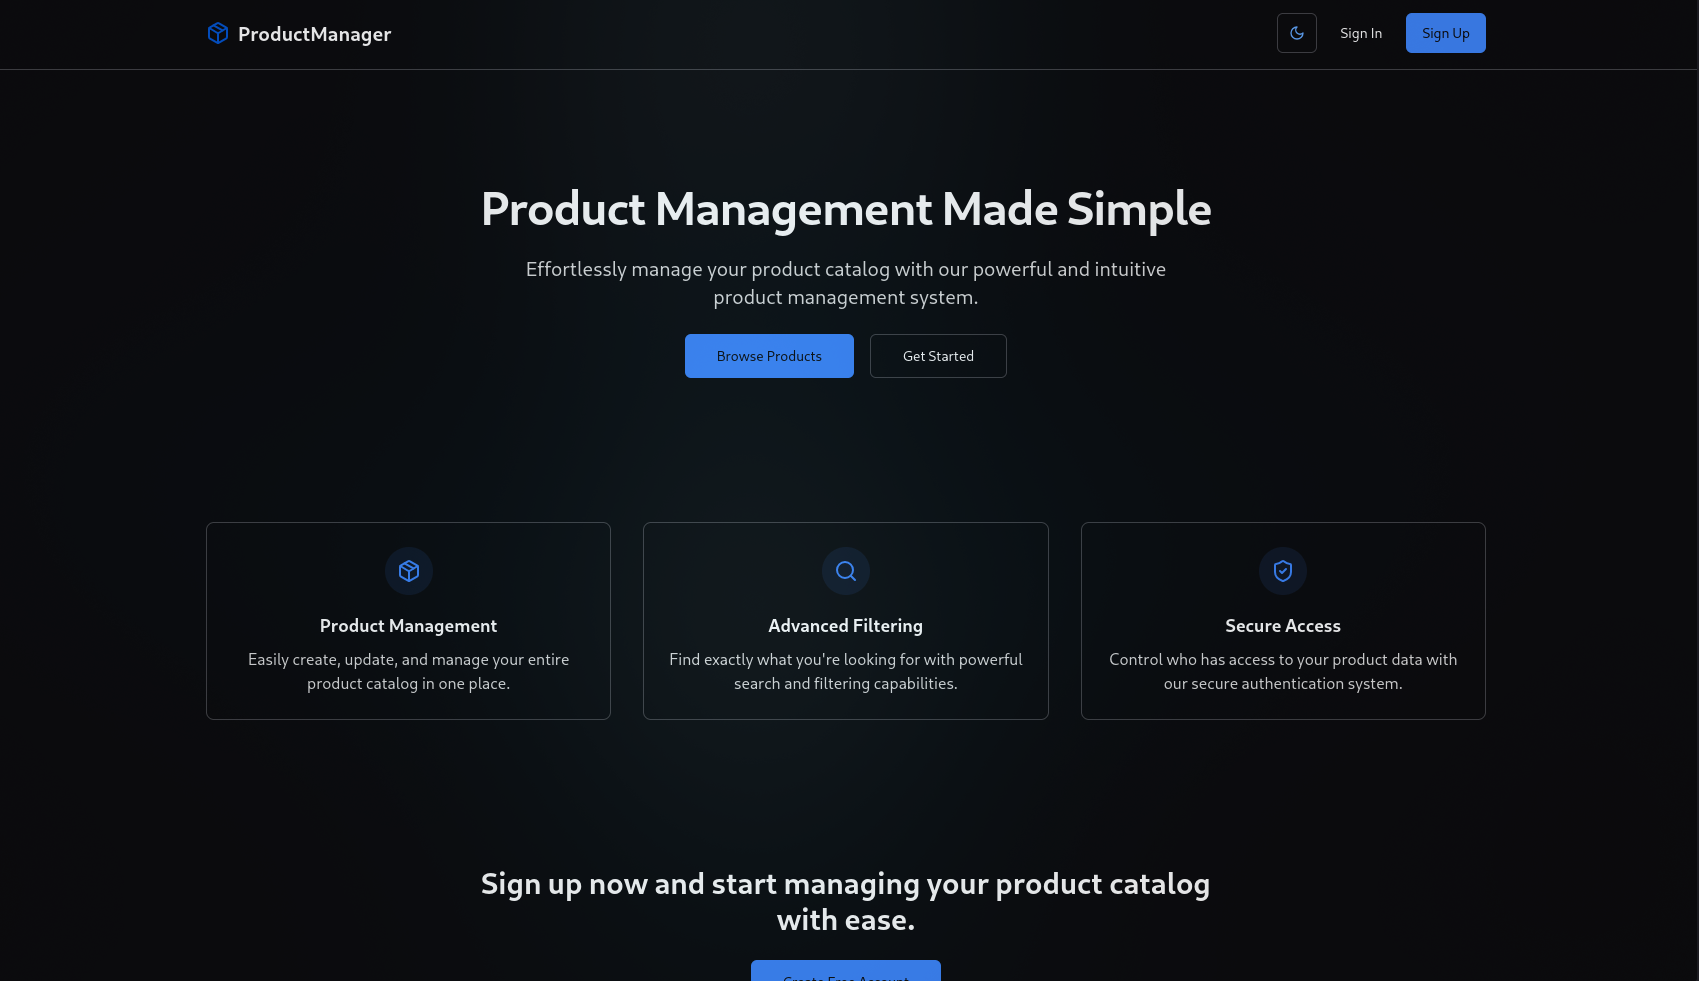 ProductManager
Sign In
Sign Up
Product Management Made Simple
Effortlessly manage your product catalog with our powerful and intuitive
product management system.
Browse Products
Get Started
Product Management
Easily create, update, and manage your entire
product catalog in one place.
Advanced Filtering
Find exactly what you're looking for with powerful
search and filtering capabilities.
Secure Access
Control who has access to your product data with
our secure authentication system.
Sign up now and start managing your product catalog
with ease.
Create Free Account